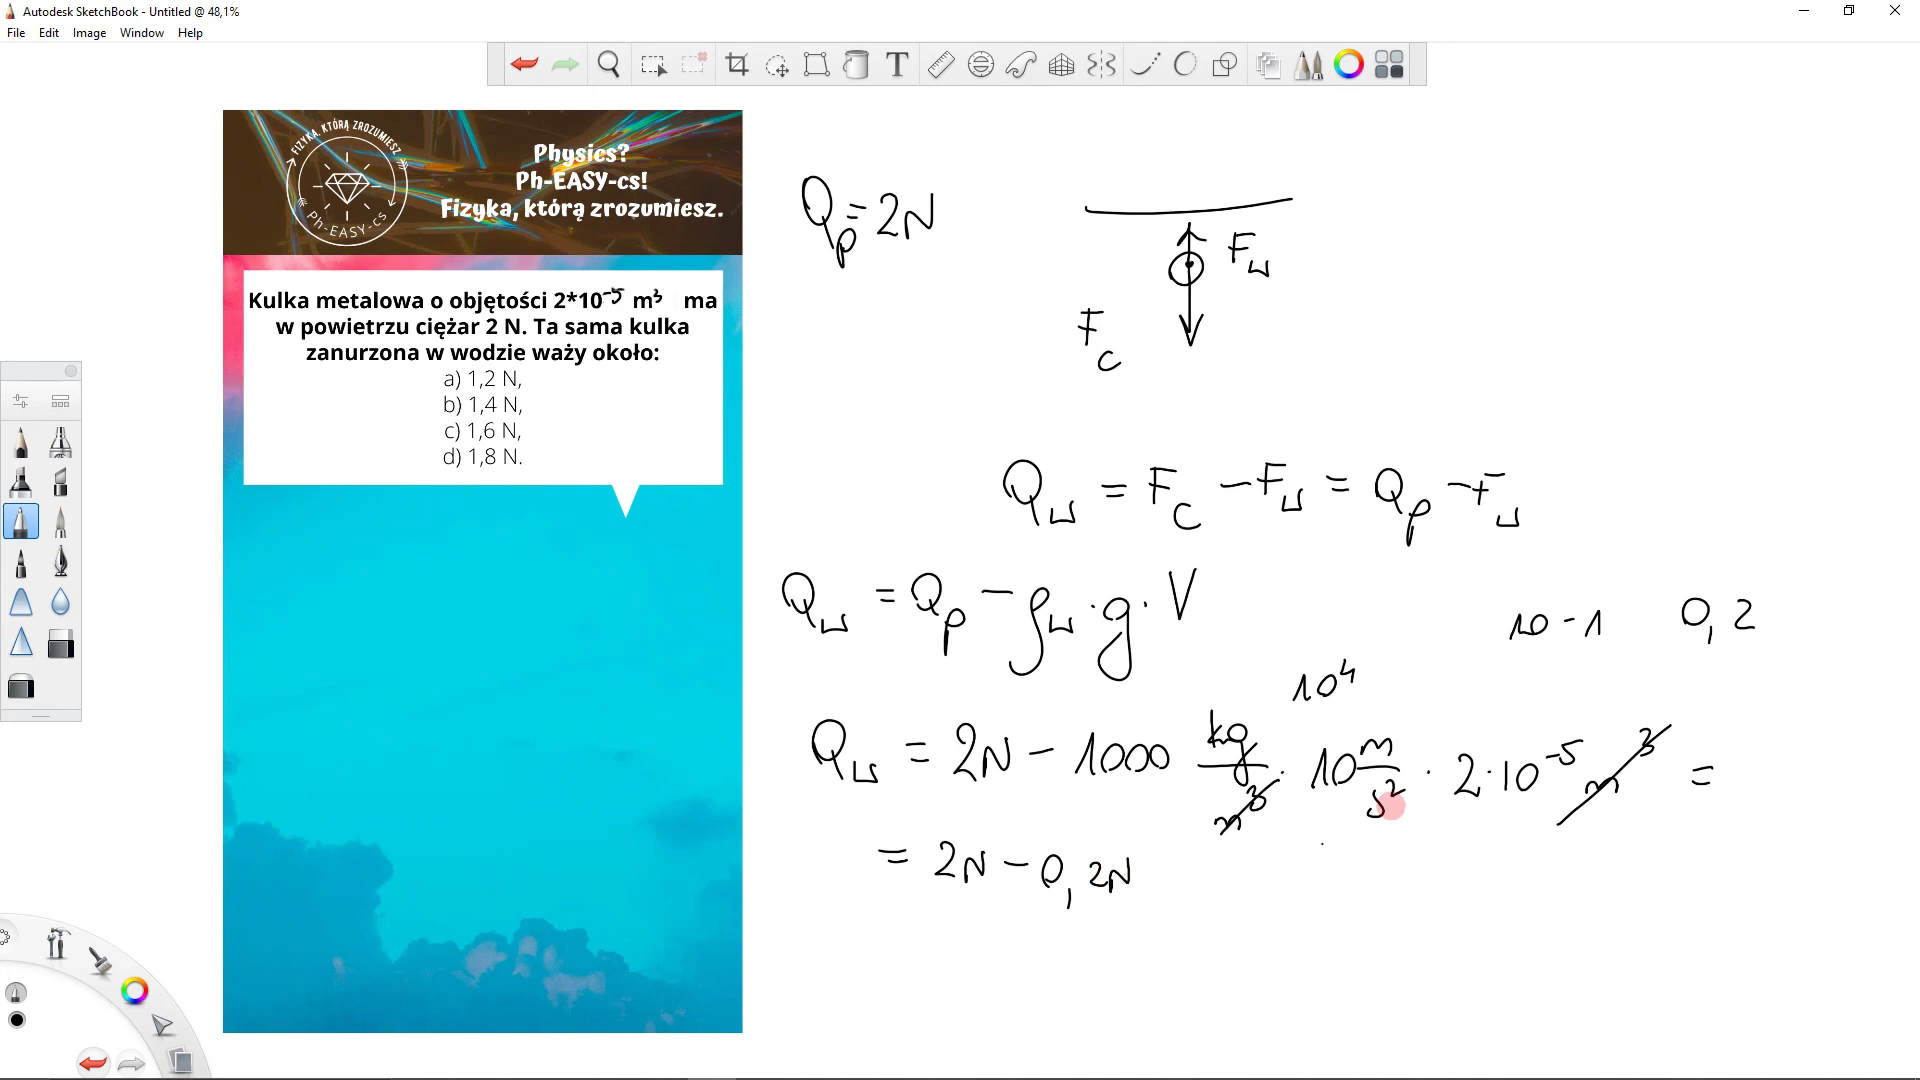 Autodesk SketchBook - Untitled @ 48,1%
File Edit Image Window Help
T
FIZYKA, KTÓRĄ ZROZUMIESZ
Ph-EASY-cs
Physics?
Ph-EASY-cs!
Fizyka, którą zrozumiesz.
Kulka metalowa o objętości 2*10⁻⁵ m³ ma
w powietrzu ciężar 2 N. Ta sama kulka
zanurzona w wodzie waży około:
a) 1,2 N,
b) 1,4 N,
c) 1,6 N,
d) 1,8 N.
Qp = 2N
Fw
Fc
Qw = Fc - Fw = Qp - Fw
Qw = Qp - ρw · g · V
10 - 1 0,2
10⁴
Qw = 2N - 1000 kg/m³ · 10 m/s² · 2 · 10⁻⁵ m³ =
= 2N - 0,2N